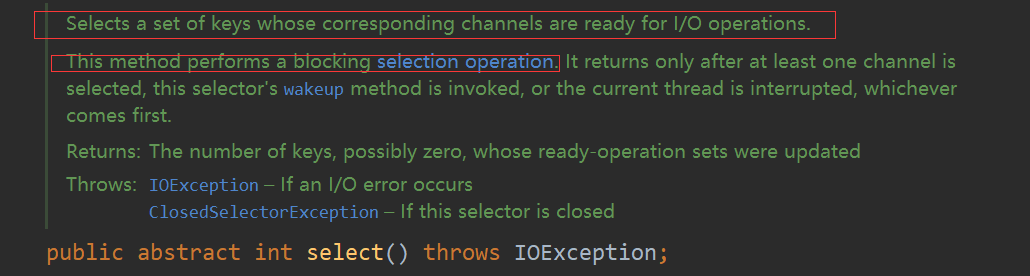 Selects a set of keys whose corresponding channels are ready for I/O operations.
This method performs a blocking selection operation. It returns only after at least one channel is
selected, this selector's wakeup method is invoked, or the current thread is interrupted, whichever
comes first.
Returns: The number of keys, possibly zero, whose ready-operation sets were updated
Throws: IOException – If an I/O error occurs
ClosedSelectorException – If this selector is closed
public abstract int select() throws IOException;